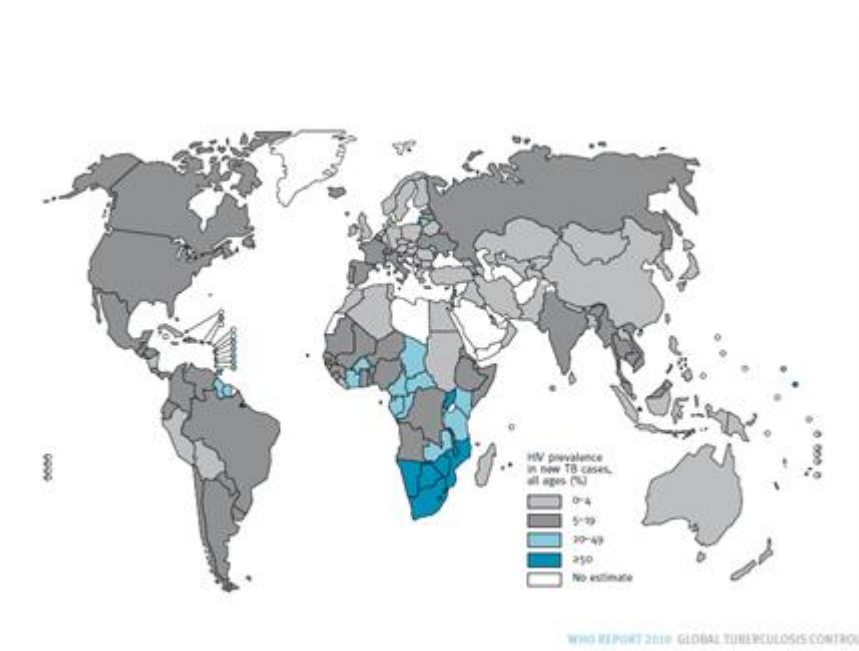 HIV prevalence
in new TB cases,
all ages (%)
0–4
5–19
20–49
≥50
No estimate
WHO REPORT 2010 GLOBAL TUBERCULOSIS CONTROL